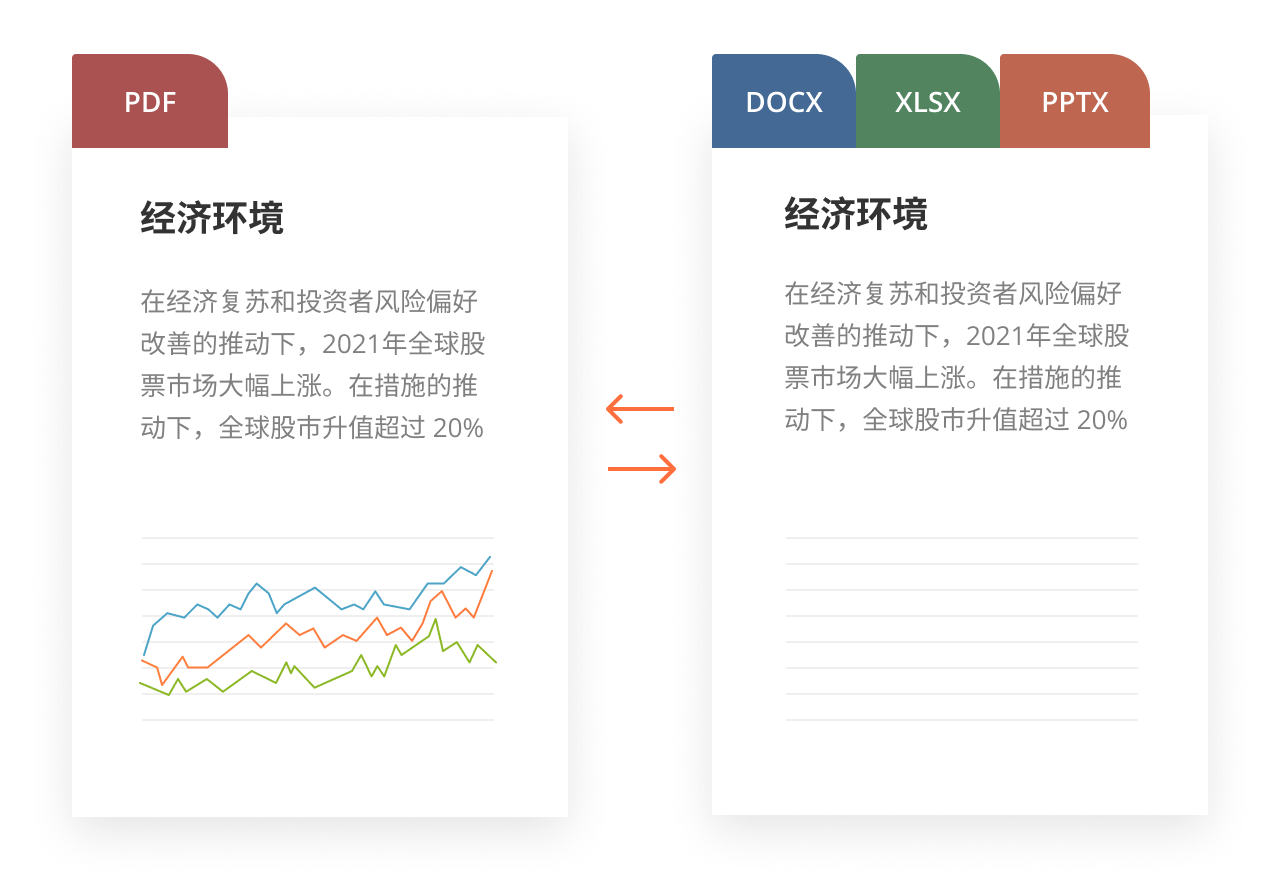 PDF
经济环境
在经济复苏和投资者风险偏好
改善的推动下，2021年全球股
票市场大幅上涨。在措施的推
动下，全球股市升值超过 20%
DOCX
XLSX
PPTX
经济环境
在经济复苏和投资者风险偏好
改善的推动下，2021年全球股
票市场大幅上涨。在措施的推
动下，全球股市升值超过 20%